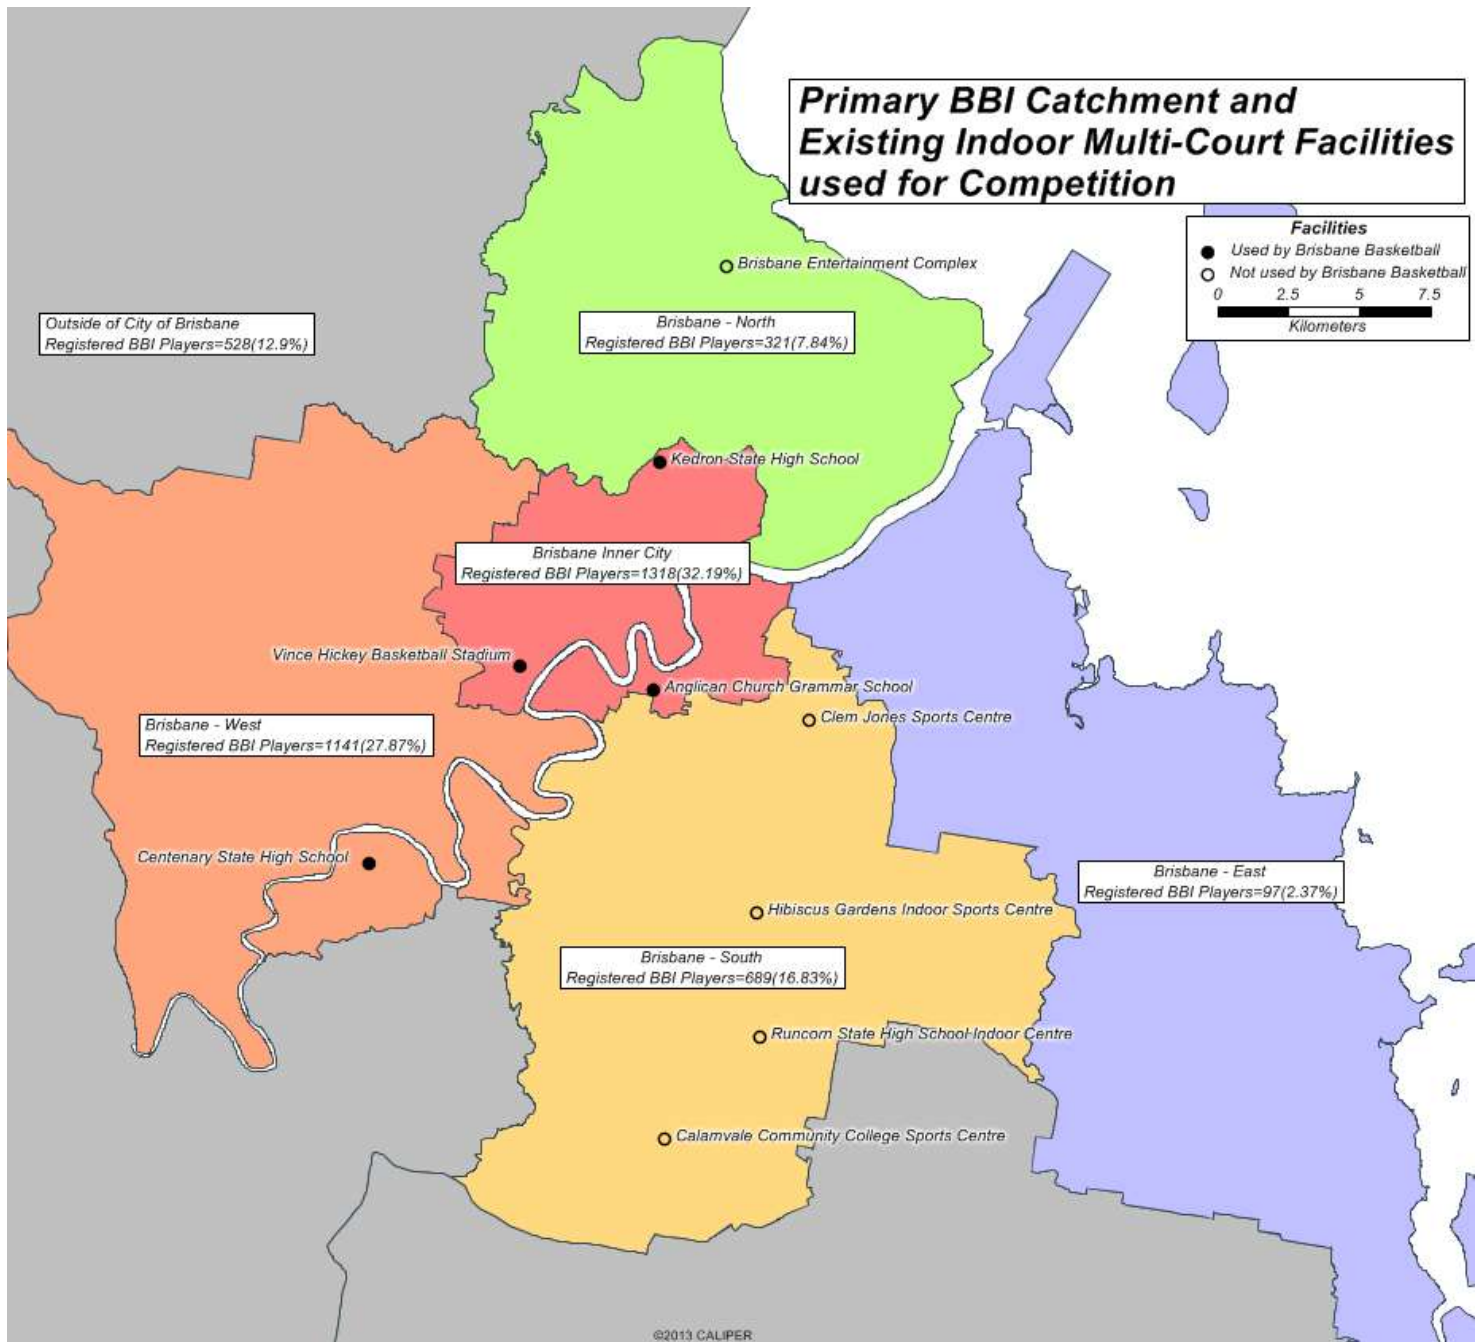 Primary BBI Catchment and
Existing Indoor Multi-Court Facilities
used for Competition
Facilities
Used by Brisbane Basketball
Not used by Brisbane Basketball
0 2.5 5 7.5
Kilometers
Brisbane Entertainment Complex
Outside of City of Brisbane
Registered BBI Players=528(12.9%)
Brisbane - North
Registered BBI Players=321(7.84%)
Kedron State High School
Brisbane Inner City
Registered BBI Players=1318(32.19%)
Vince Hickey Basketball Stadium
Anglican Church Grammar School
Clem Jones Sports Centre
Brisbane - West
Registered BBI Players=1141(27.87%)
Centenary State High School
Brisbane - East
Registered BBI Players=97(2.37%)
Hibiscus Gardens Indoor Sports Centre
Brisbane - South
Registered BBI Players=689(16.83%)
Runcorn State High School Indoor Centre
Calamvale Community College Sports Centre
©2013 CALIPER